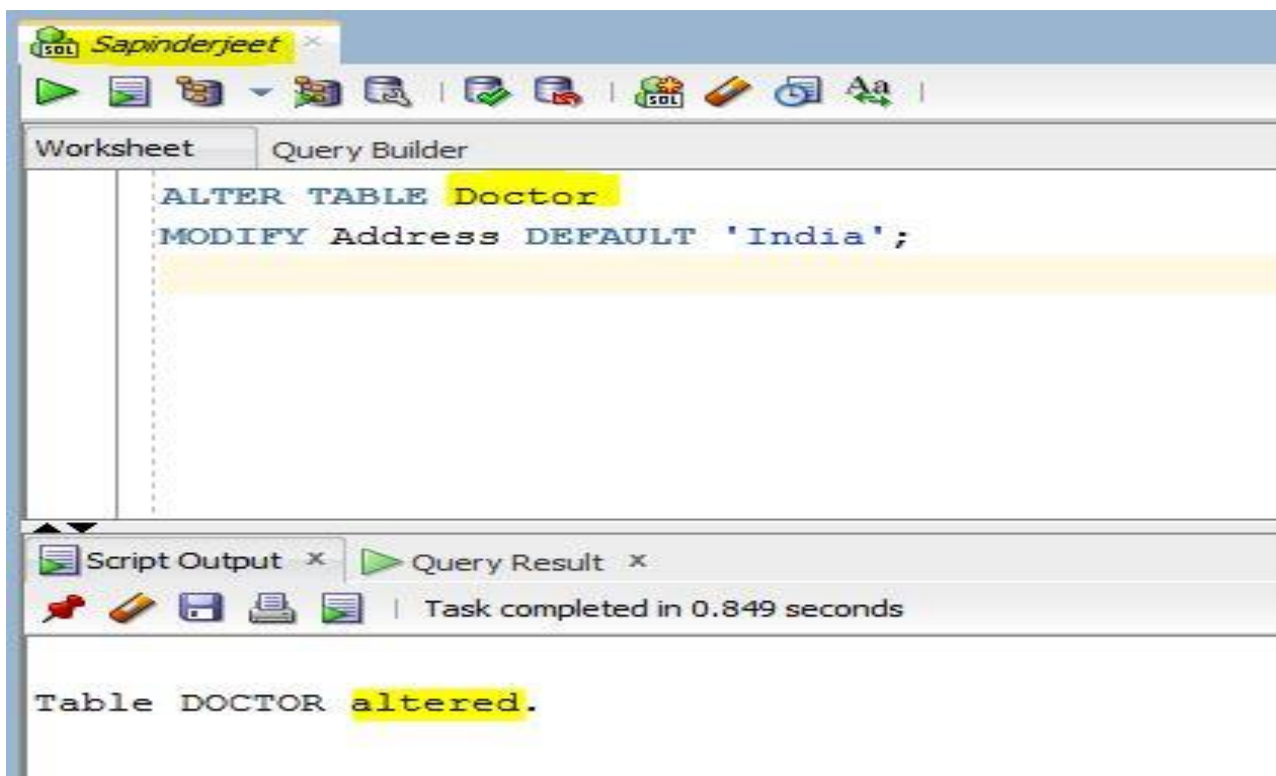 Sapinderjeet
Worksheet Query Builder
ALTER TABLE Doctor
MODIFY Address DEFAULT 'India';
Script Output Query Result
Task completed in 0.849 seconds
Table DOCTOR altered.